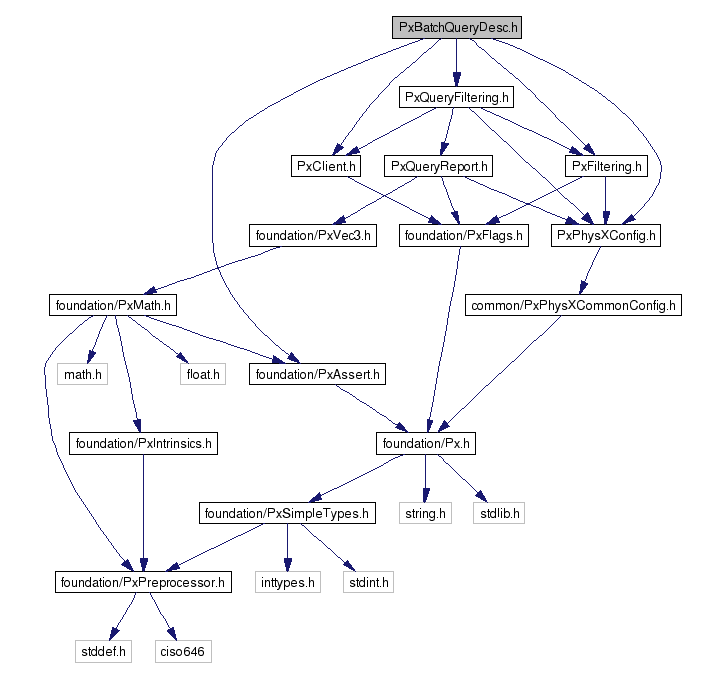 PxBatchQueryDesc.h
PxQueryFiltering.h
PxClient.h
PxQueryReport.h
PxFiltering.h
foundation/PxVec3.h
foundation/PxFlags.h
PxPhysXConfig.h
foundation/PxMath.h
common/PxPhysXCommonConfig.h
math.h
float.h
foundation/PxAssert.h
foundation/PxIntrinsics.h
foundation/Px.h
foundation/PxSimpleTypes.h
string.h
stdlib.h
foundation/PxPreprocessor.h
inttypes.h
stdint.h
stddef.h
ciso646